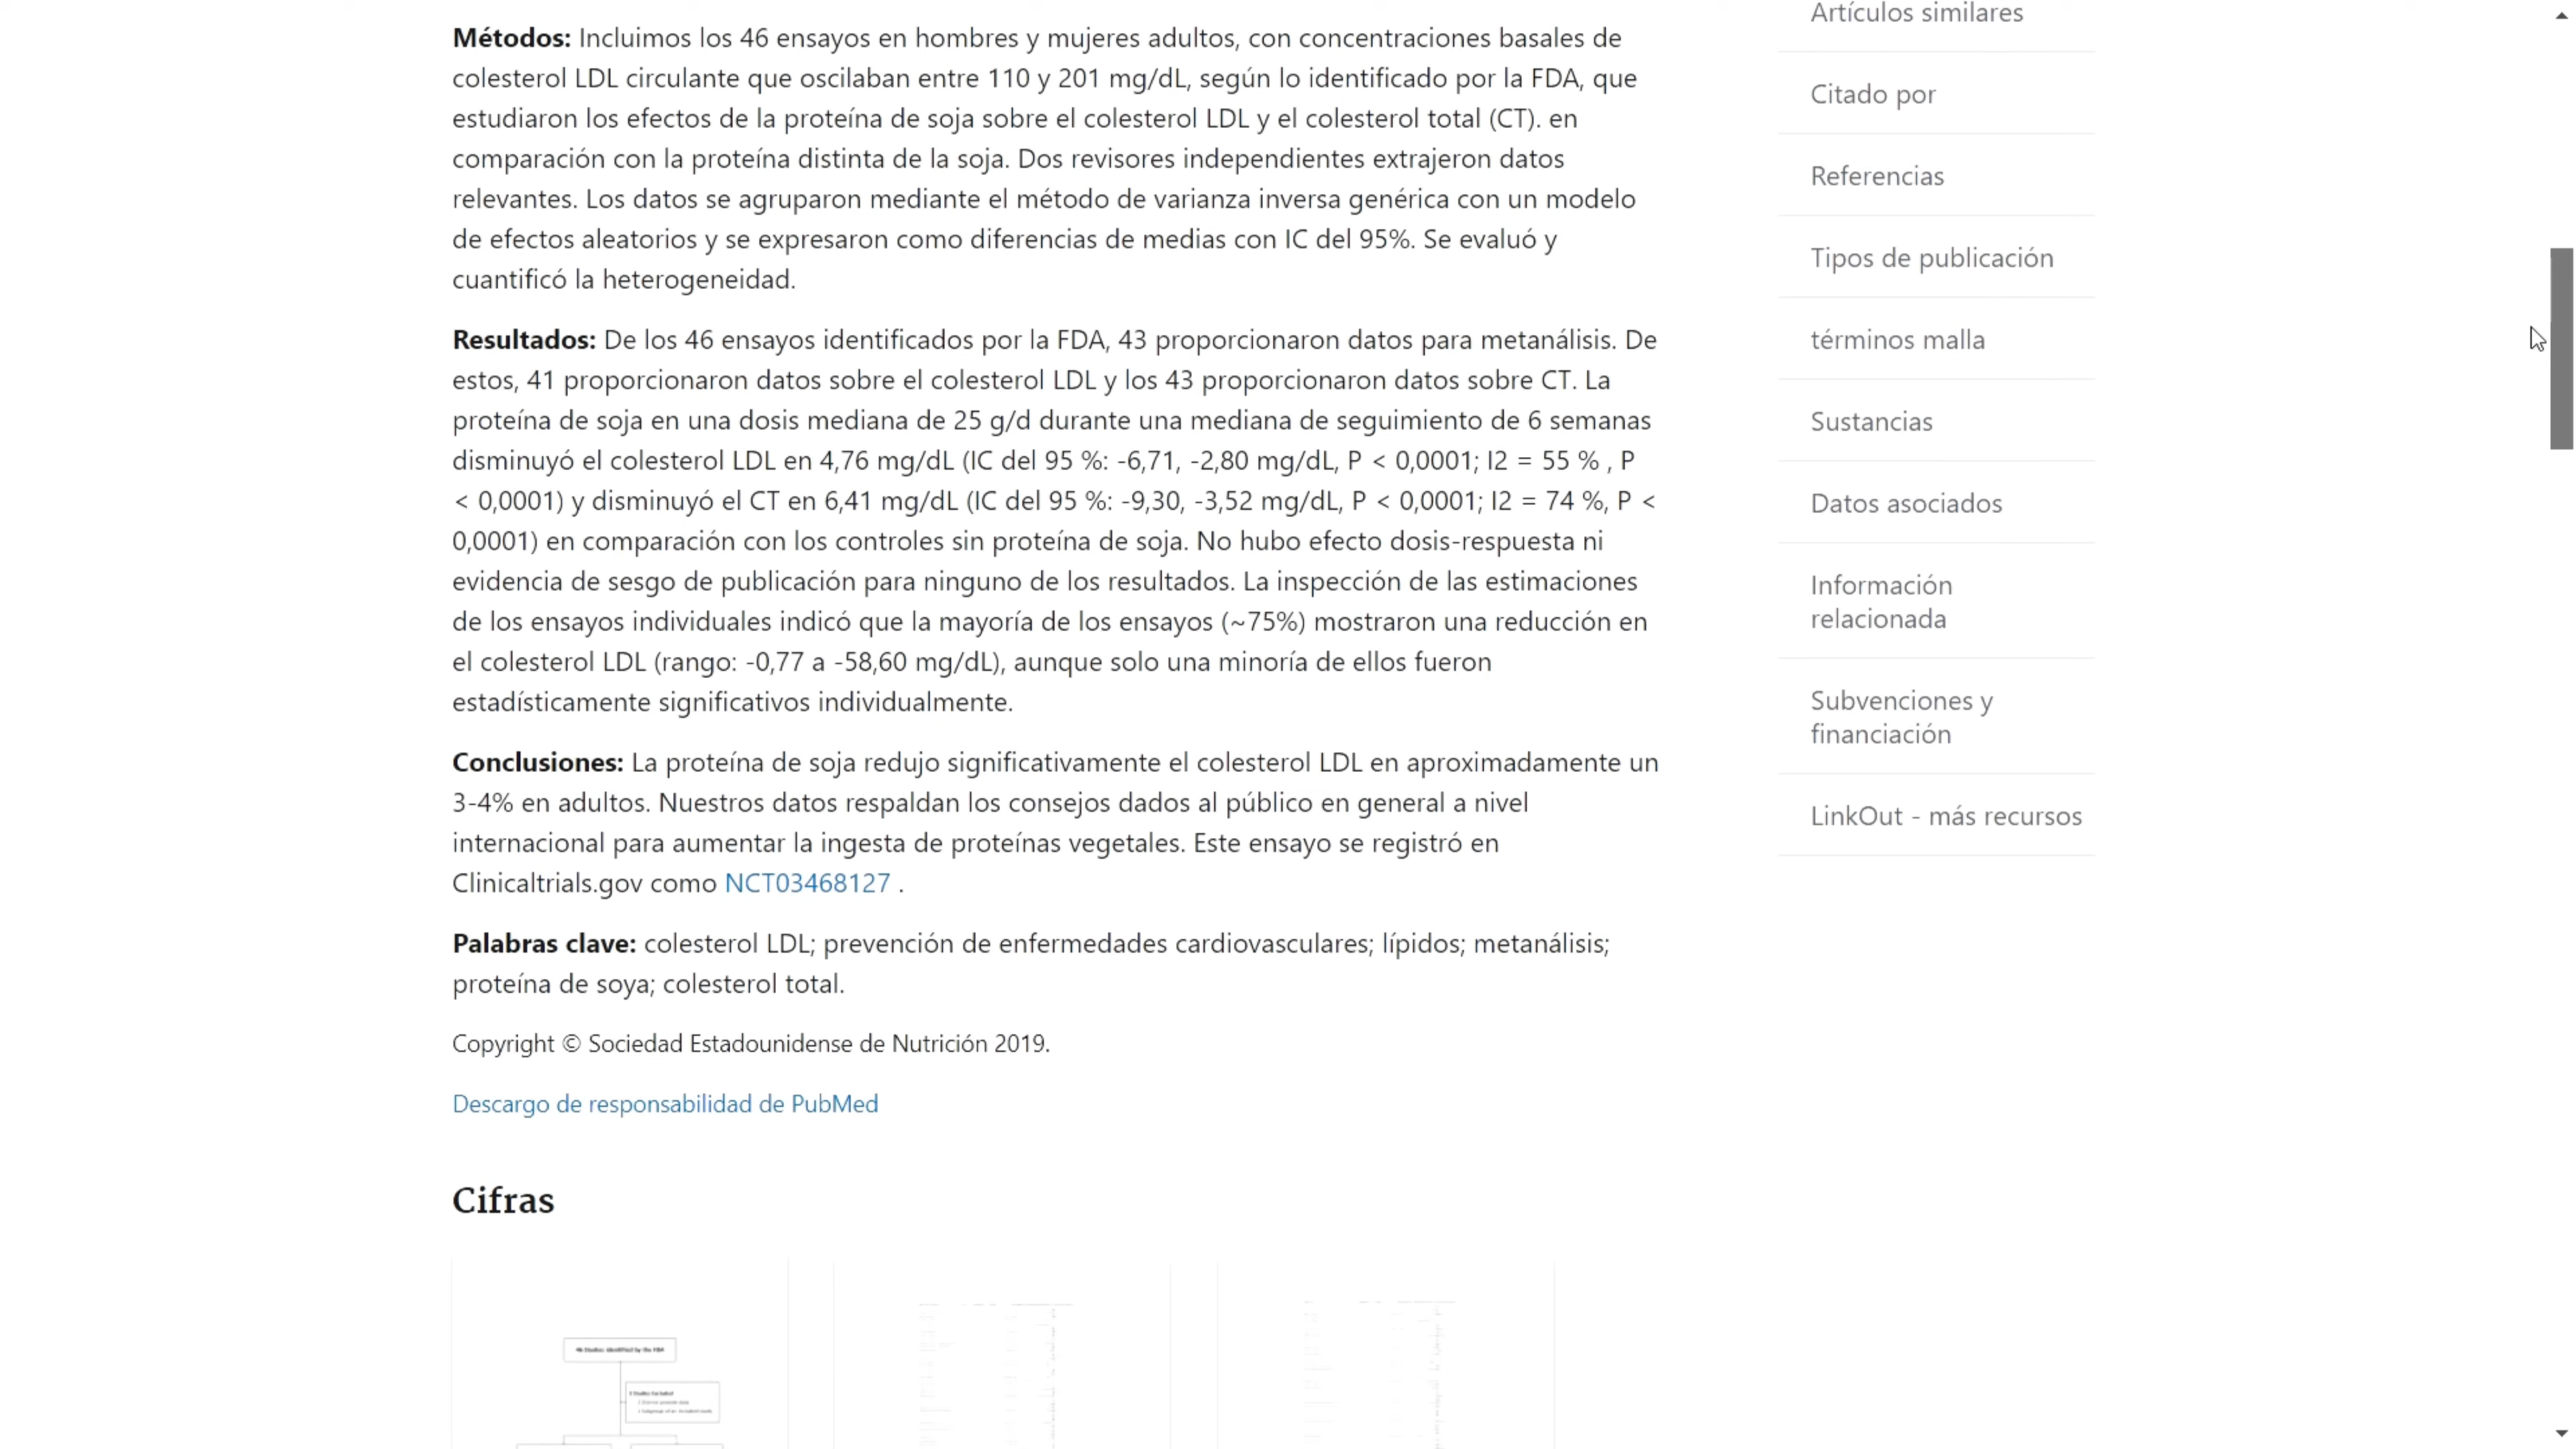 Métodos: Incluimos los 46 ensayos en hombres y mujeres adultos, con concentraciones basales de
colesterol LDL circulante que oscilaban entre 110 y 201 mg/dL, según lo identificado por la FDA, que
estudiaron los efectos de la proteína de soja sobre el colesterol LDL y el colesterol total (CT). en
comparación con la proteína distinta de la soja. Dos revisores independientes extrajeron datos
relevantes. Los datos se agruparon mediante el método de varianza inversa genérica con un modelo
de efectos aleatorios y se expresaron como diferencias de medias con IC del 95%. Se evaluó y
cuantificó la heterogeneidad.
Resultados: De los 46 ensayos identificados por la FDA, 43 proporcionaron datos para metanálisis. De
estos, 41 proporcionaron datos sobre el colesterol LDL y los 43 proporcionaron datos sobre CT. La
proteína de soja en una dosis mediana de 25 g/d durante una mediana de seguimiento de 6 semanas
disminuyó el colesterol LDL en 4,76 mg/dL (IC del 95 %: -6,71, -2,80 mg/dL, P < 0,0001; I2 = 55 % , P
< 0,0001) y disminuyó el CT en 6,41 mg/dL (IC del 95 %: -9,30, -3,52 mg/dL, P < 0,0001; I2 = 74 %, P <
0,0001) en comparación con los controles sin proteína de soja. No hubo efecto dosis-respuesta ni
evidencia de sesgo de publicación para ninguno de los resultados. La inspección de las estimaciones
de los ensayos individuales indicó que la mayoría de los ensayos (~75%) mostraron una reducción en
el colesterol LDL (rango: -0,77 a -58,60 mg/dL), aunque solo una minoría de ellos fueron
estadísticamente significativos individualmente.
Conclusiones: La proteína de soja redujo significativamente el colesterol LDL en aproximadamente un
3-4% en adultos. Nuestros datos respaldan los consejos dados al público en general a nivel
internacional para aumentar la ingesta de proteínas vegetales. Este ensayo se registró en
Clinicaltrials.gov como NCT03468127 .
Palabras clave: colesterol LDL; prevención de enfermedades cardiovasculares; lípidos; metanálisis;
proteína de soya; colesterol total.
Copyright © Sociedad Estadounidense de Nutrición 2019.
Descargo de responsabilidad de PubMed
Cifras
46 Studies identified by the FDA
Artículos similares
Citado por
Referencias
Tipos de publicación
términos malla
Sustancias
Datos asociados
Información
relacionada
Subvenciones y
financiación
LinkOut - más recursos